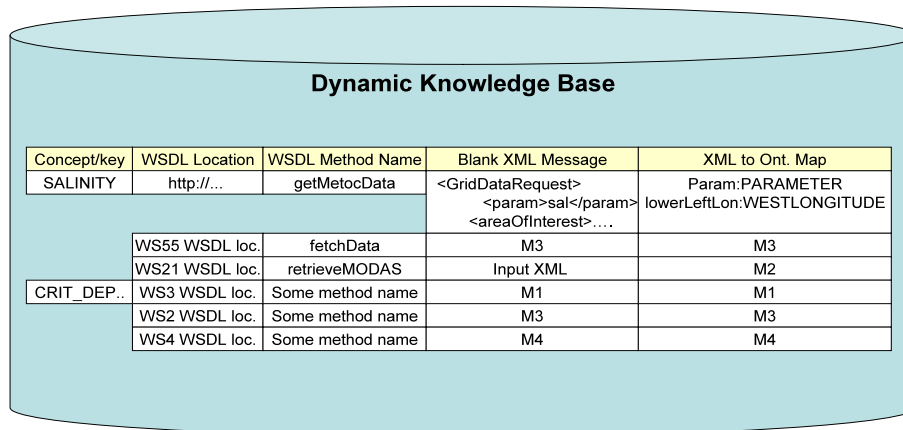 Dynamic Knowledge Base
Concept/key WSDL Location WSDL Method Name Blank XML Message XML to Ont. Map
SALINITY http://... getMetocData <GridDataRequest> Param:PARAMETER
<param>sal</param> lowerLeftLon:WESTLONGITUDE
<areaOfInterest>....
WS55 WSDL loc. fetchData M3 M3
WS21 WSDL loc. retrieveMODAS Input XML M2
CRIT_DEP.. WS3 WSDL loc. Some method name M1 M1
WS2 WSDL loc. Some method name M3 M3
WS4 WSDL loc. Some method name M4 M4